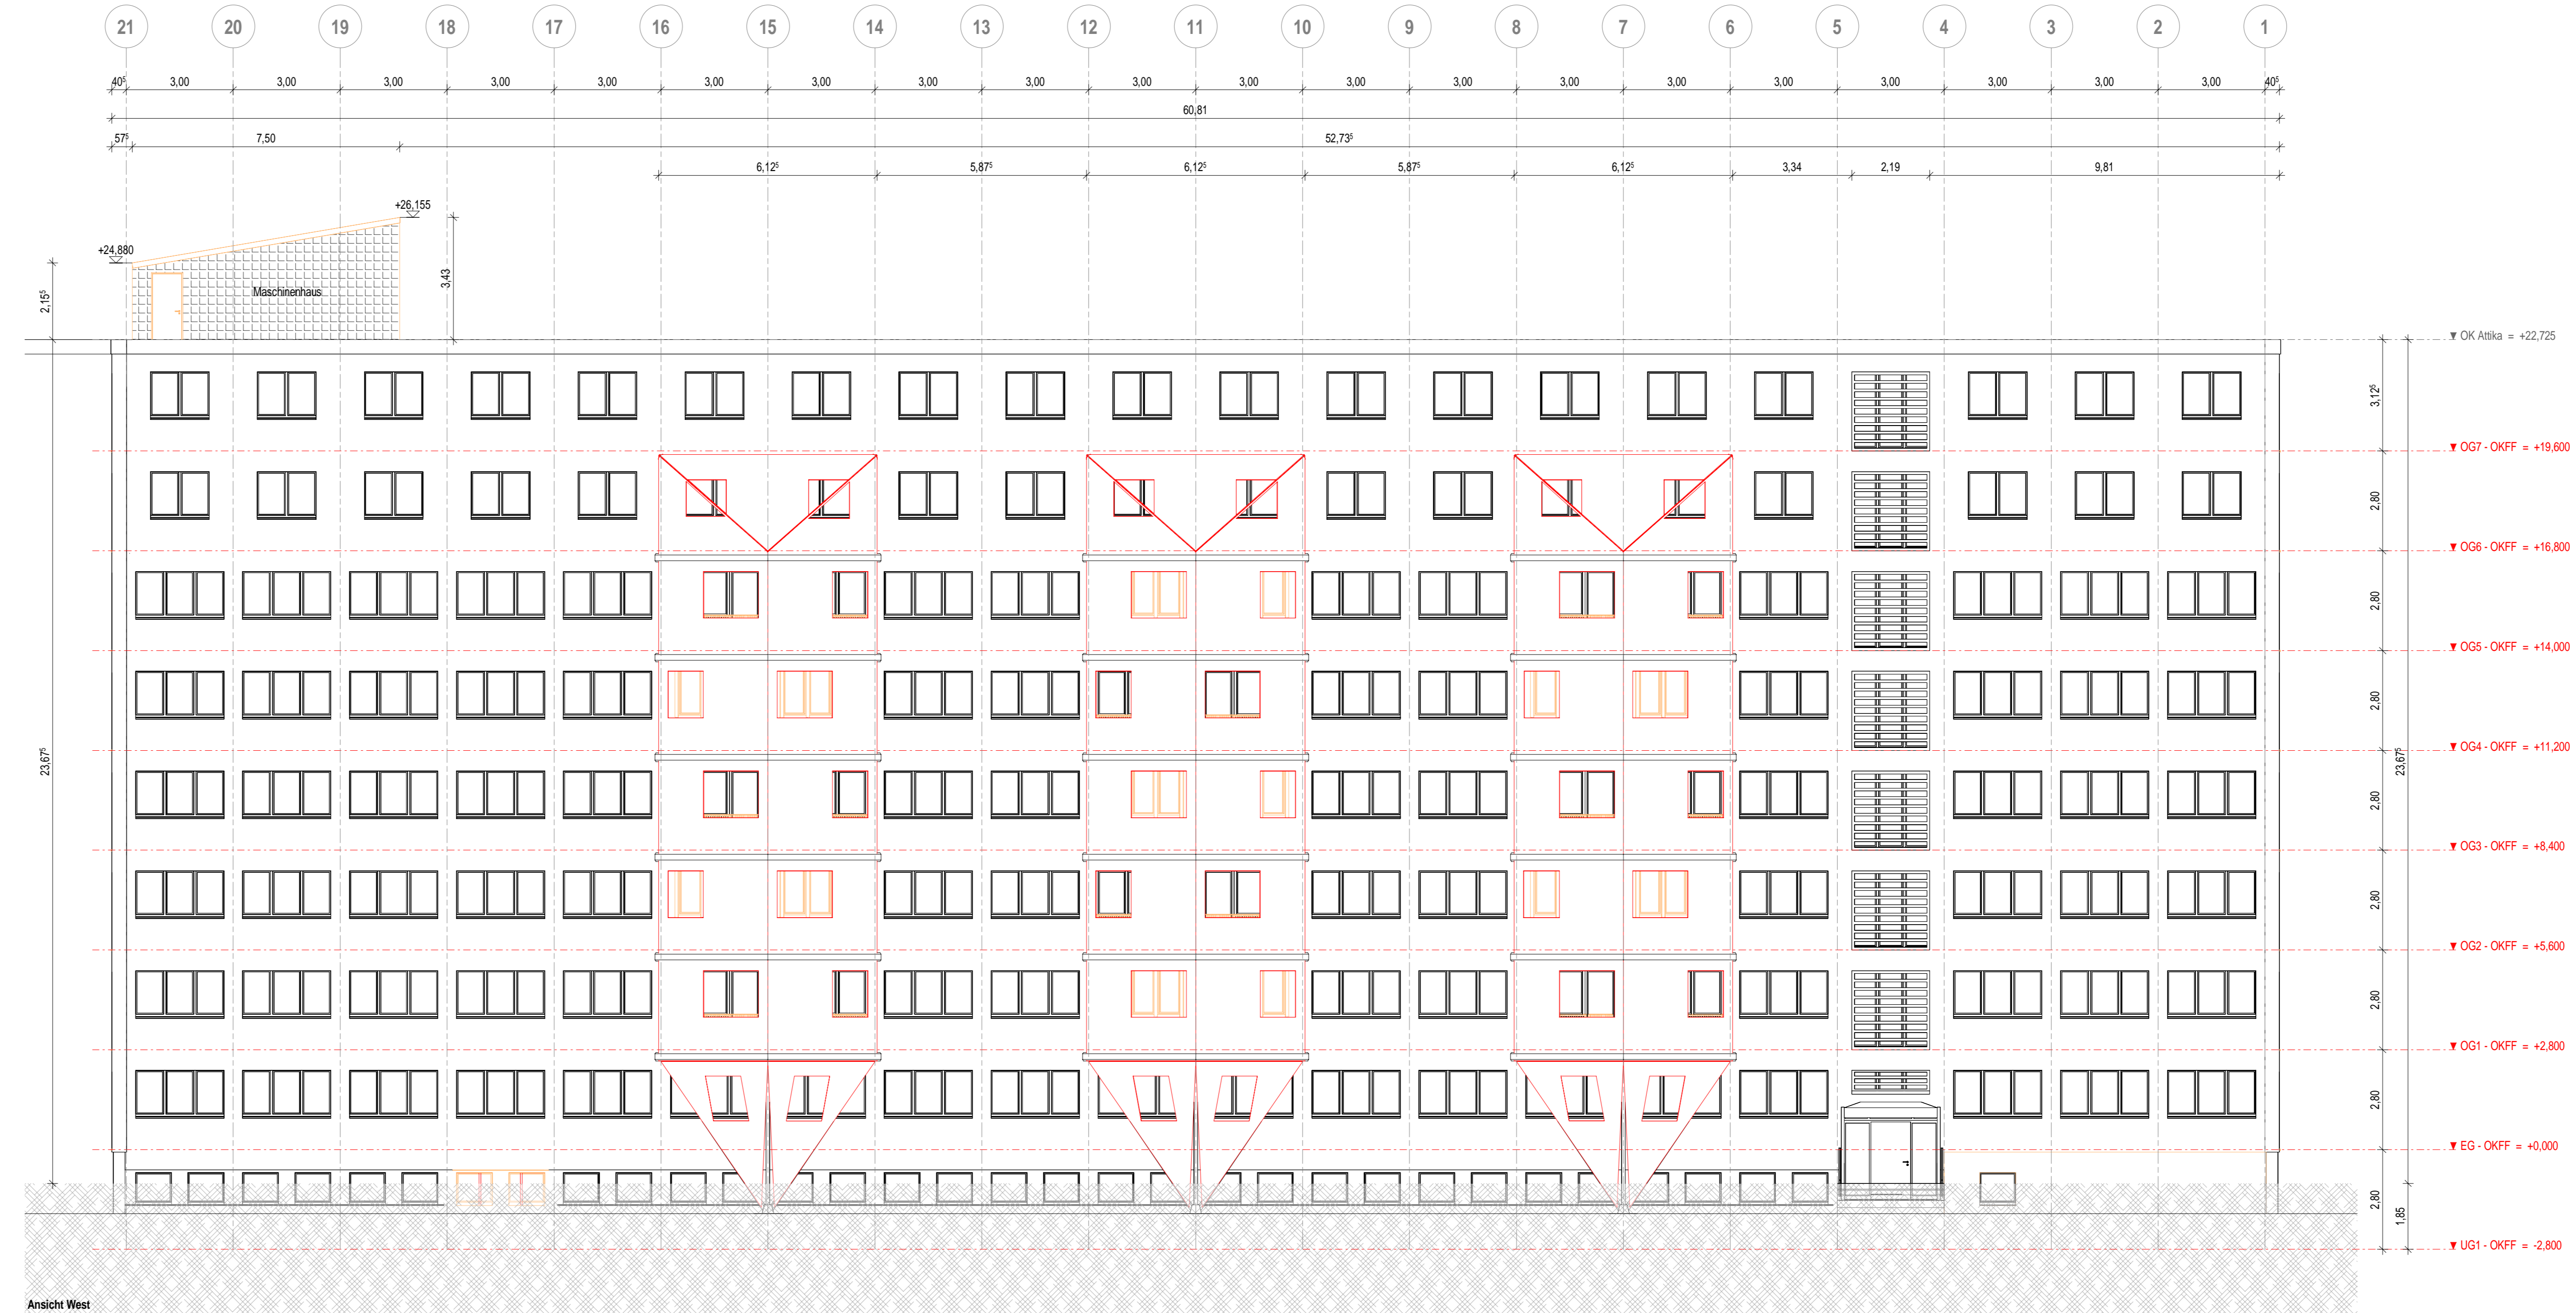 21 20 19 18 17 16 15 14 13 12 11 10 9 8 7 6 5 4 3 2 1
40⁵ 3,00 3,00 3,00 3,00 3,00 3,00 3,00 3,00 3,00 3,00 3,00 3,00 3,00 3,00 3,00 3,00 3,00 3,00 3,00 3,00 40⁵
60,81
57⁵ 7,50 52,73⁵
6,12⁵ 5,87⁵ 6,12⁵ 5,87⁵ 6,12⁵ 3,34 2,19 9,81
+26,155
+24,880
2,15⁵
3,43
Maschinenhaus
OK Attika = +22,725
3,12⁵
OG7 - OKFF = +19,600
2,80
OG6 - OKFF = +16,800
2,80
OG5 - OKFF = +14,000
2,80
OG4 - OKFF = +11,200
23,67⁵
23,67⁵
2,80
OG3 - OKFF = +8,400
2,80
OG2 - OKFF = +5,600
2,80
OG1 - OKFF = +2,800
2,80
EG - OKFF = +0,000
2,80
1,85
UG1 - OKFF = -2,800
Ansicht West